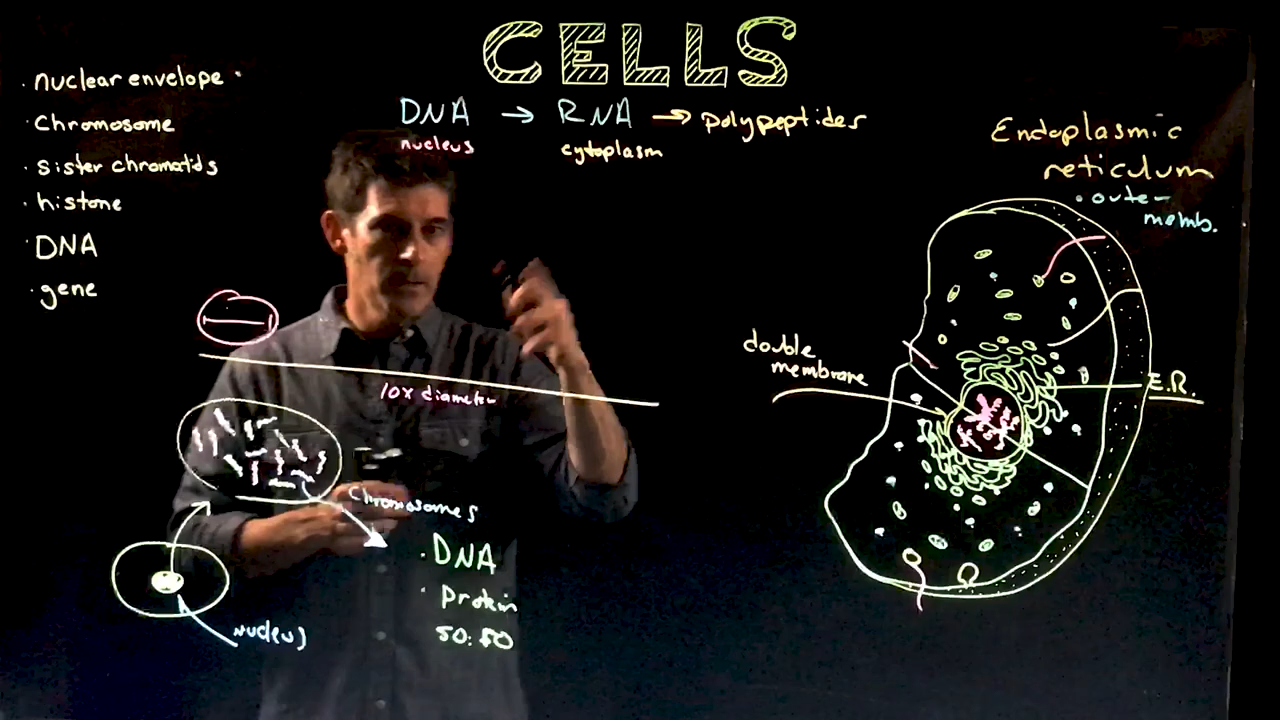 CELLS
· nuclear envelope
· Chromosome
· Sister chromatids
· histone
· DNA
· gene
DNA → RNA → polypeptides
nucleus
cytoplasm
Endoplasmic
reticulum
· outer
memb.
double
membrane
E.R.
10x diameter
Chromosomes
· DNA
· Protein
50:50
nucleus